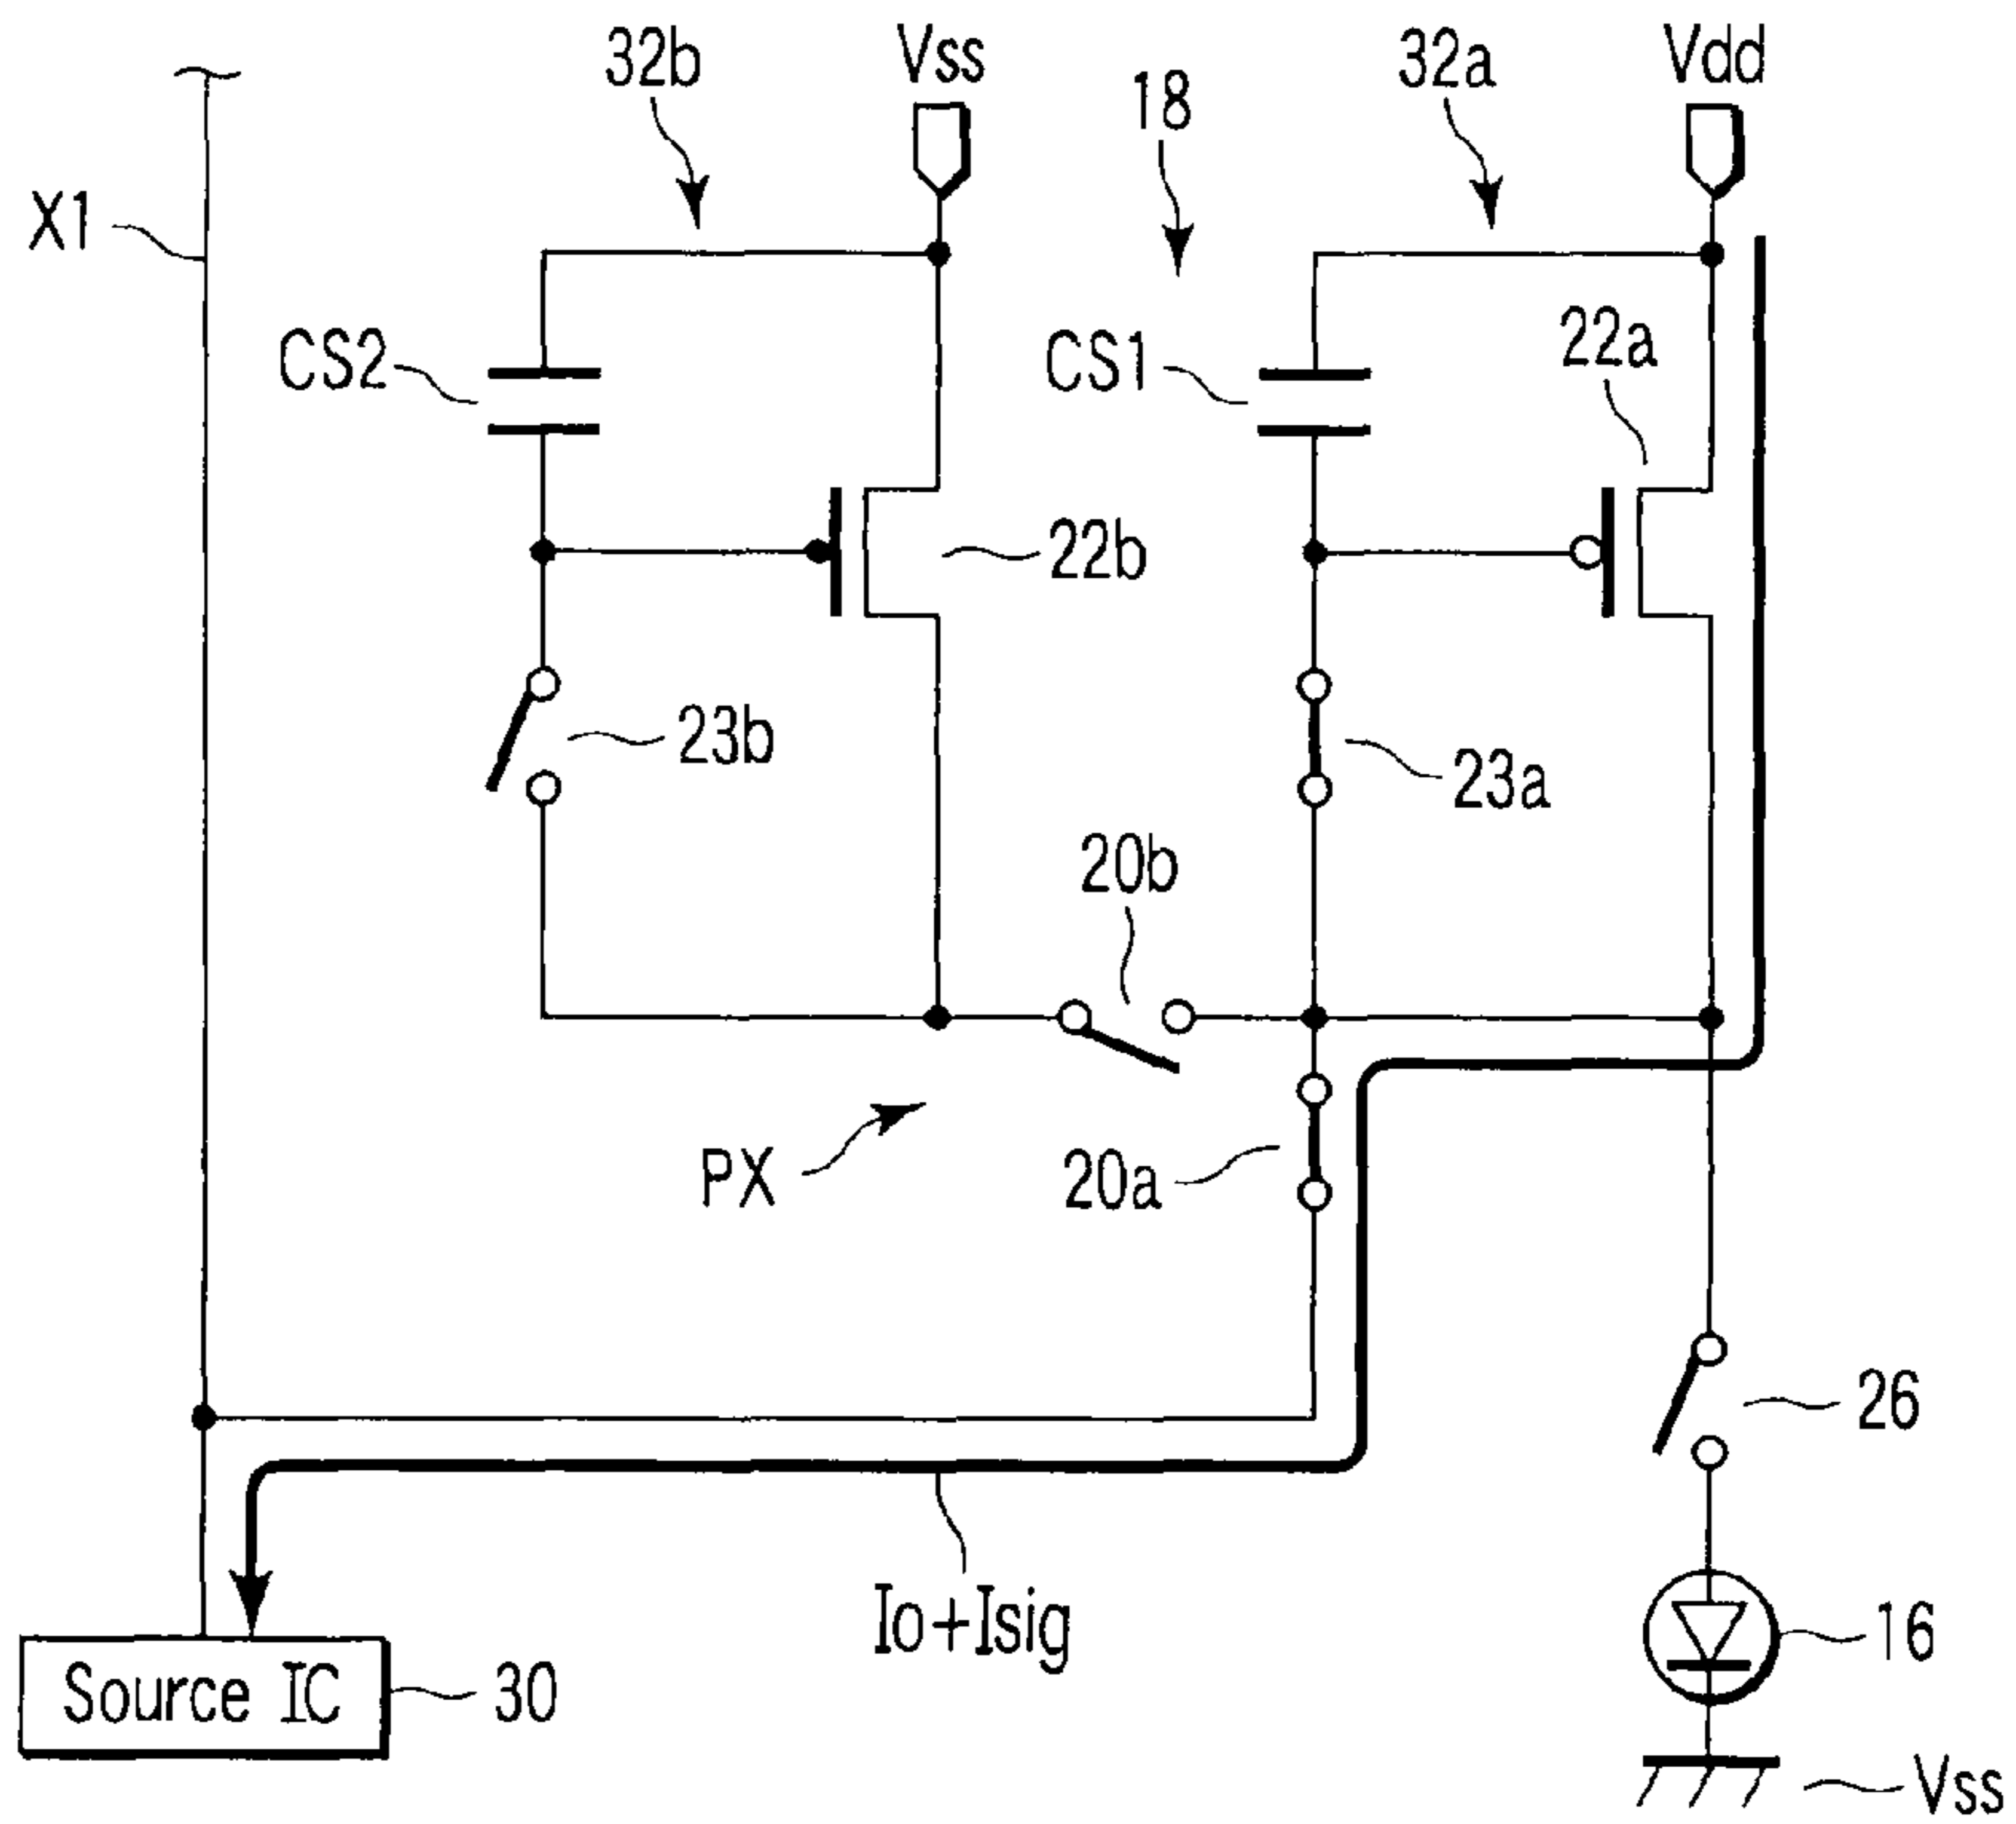 32b
Vss
18
32a
Vdd
X1
CS2
CS1
22a
22b
23b
23a
20b
PX
20a
26
Io+Isig
16
Source IC
30
Vss